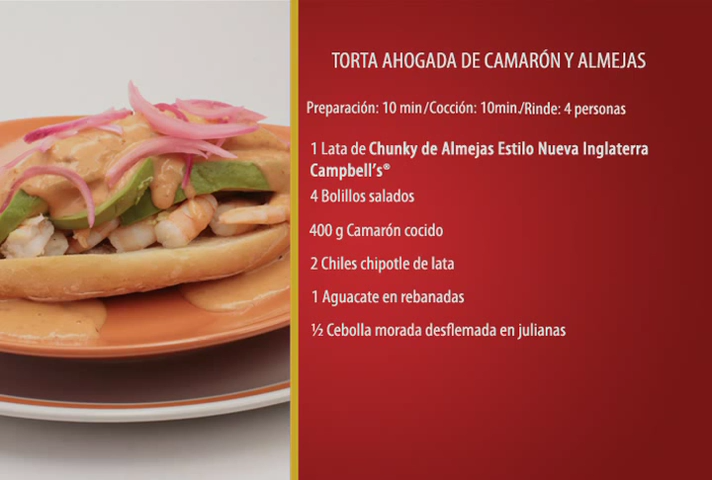 TORTA AHOGADA DE CAMARÓN Y ALMEJAS
Preparación: 10 min/Cocción: 10min./Rinde: 4 personas
1 Lata de Chunky de Almejas Estilo Nueva Inglaterra
Campbell's®
4 Bolillos salados
400 g Camarón cocido
2 Chiles chipotle de lata
1 Aguacate en rebanadas
½ Cebolla morada desflemada en julianas